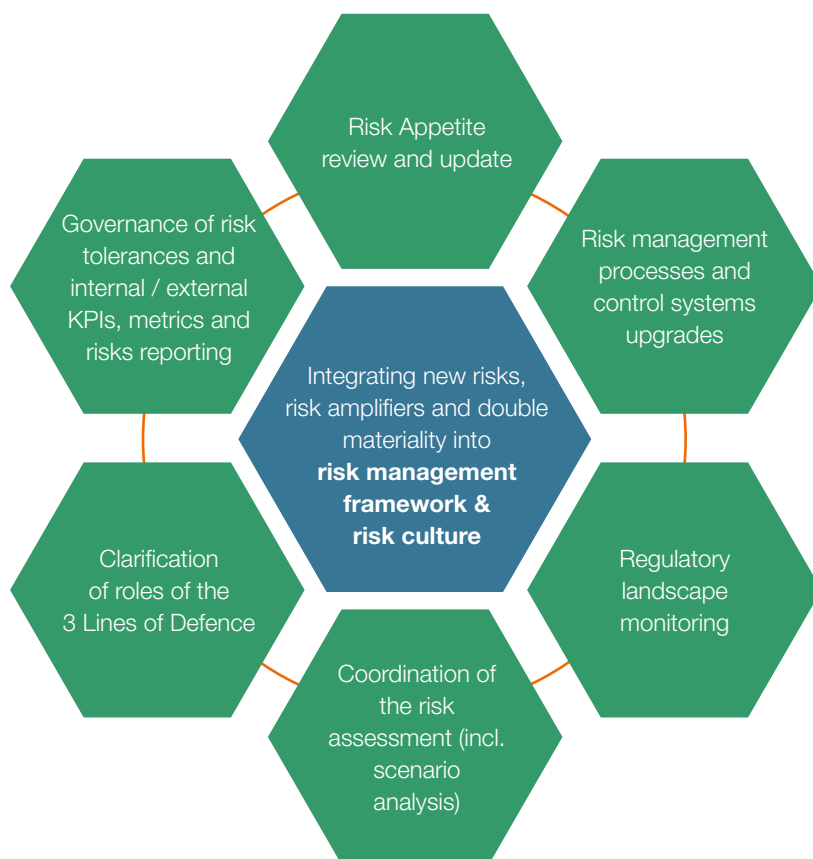 Risk Appetite
review and update
Governance of risk
tolerances and
internal / external
KPIs, metrics and
risks reporting
Risk management
processes and
control systems
upgrades
Integrating new risks,
risk amplifiers and double
materiality into
risk management
framework &
risk culture
Clarification
of roles of the
3 Lines of Defence
Regulatory
landscape
monitoring
Coordination of
the risk
assessment (incl.
scenario
analysis)